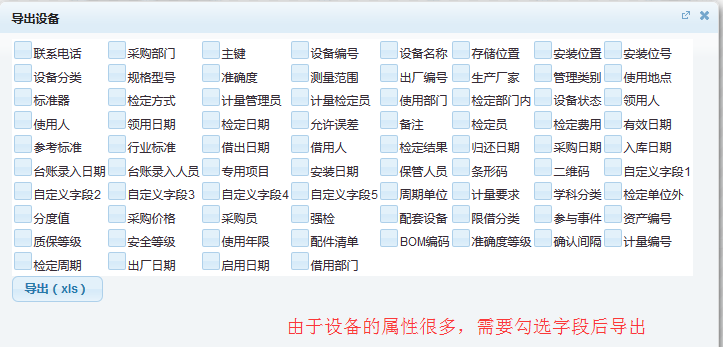 导出设备
联系电话 采购部门 主键 设备编号 设备名称 存储位置 安装位置 安装位号
设备分类 规格型号 准确度 测量范围 出厂编号 生产厂家 管理类别 使用地点
标准器 检定方式 计量管理员 计量检定员 使用部门 检定部门内 设备状态 领用人
使用人 领用日期 检定日期 允许误差 备注 检定员 检定费用 有效日期
参考标准 行业标准 借出日期 借用人 检定结果 归还日期 采购日期 入库日期
台账录入日期 台账录入人员 专用项目 安装日期 保管人员 条形码 二维码 自定义字段1
自定义字段2 自定义字段3 自定义字段4 自定义字段5 周期单位 计量要求 学科分类 检定单位外
分度值 采购价格 采购员 强检 配套设备 限借分类 参与事件 资产编号
质保等级 安全等级 使用年限 配件清单 BOM编码 准确度等级 确认间隔 计量编号
检定周期 出厂日期 启用日期 借用部门
导出（xls）
由于设备的属性很多，需要勾选字段后导出